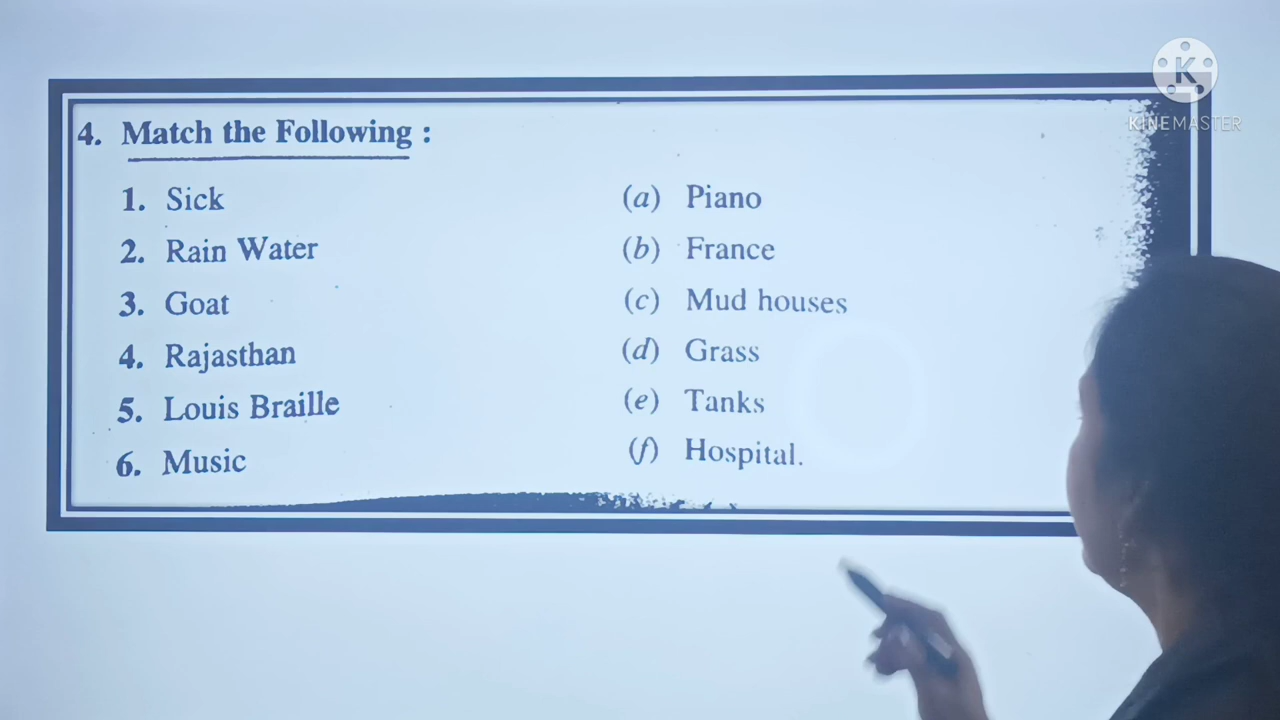 K
KINEMASTER
4. Match the Following :
1. Sick (a) Piano
2. Rain Water (b) France
3. Goat (c) Mud houses
4. Rajasthan (d) Grass
5. Louis Braille (e) Tanks
6. Music (f) Hospital.